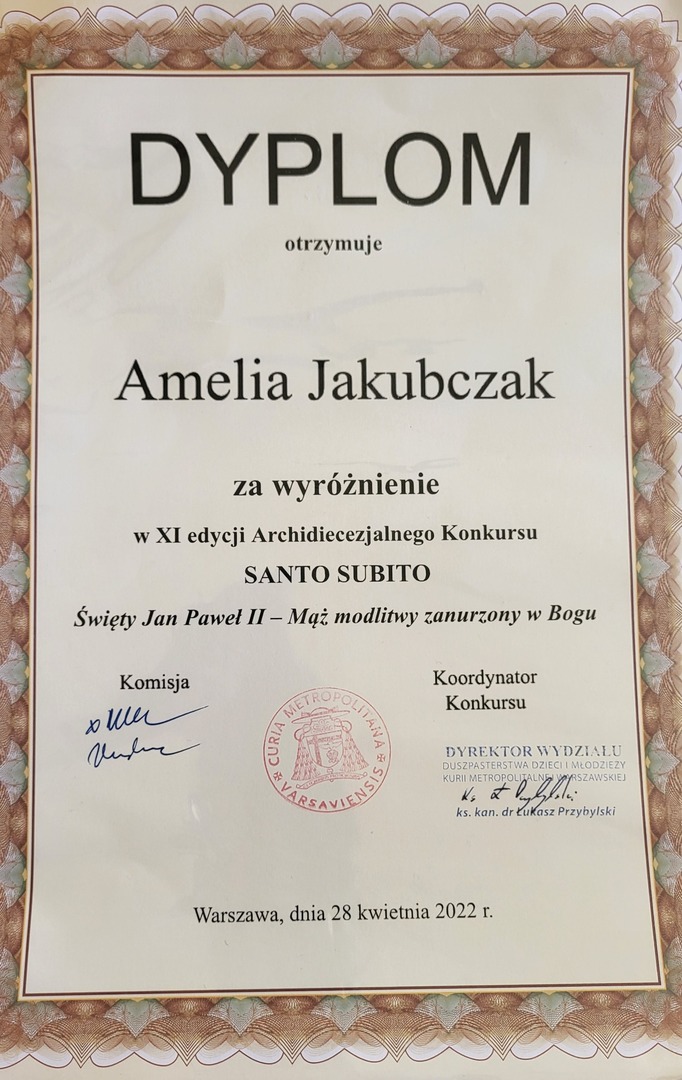 DYPLOM
otrzymuje
Amelia Jakubczak
za wyróżnienie
w XI edycji Archidiecezjalnego Konkursu
SANTO SUBITO
Święty Jan Paweł II – Mąż modlitwy zanurzony w Bogu
Komisja
Koordynator
Konkursu
CURIA METROPOLITANA
VARSAVIENSIS
DYREKTOR WYDZIAŁU
DUSZPASTERSTWA DZIECI I MŁODZIEŻY
KURII METROPOLITALNEJ WARSZAWSKIEJ
ks. kan. dr Łukasz Przybylski
Warszawa, dnia 28 kwietnia 2022 r.